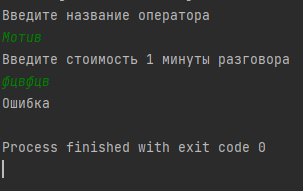 Введите название оператора
Мотив
Введите стоимость 1 минуты разговора
фцвфцв
Ошибка
Process finished with exit code 0